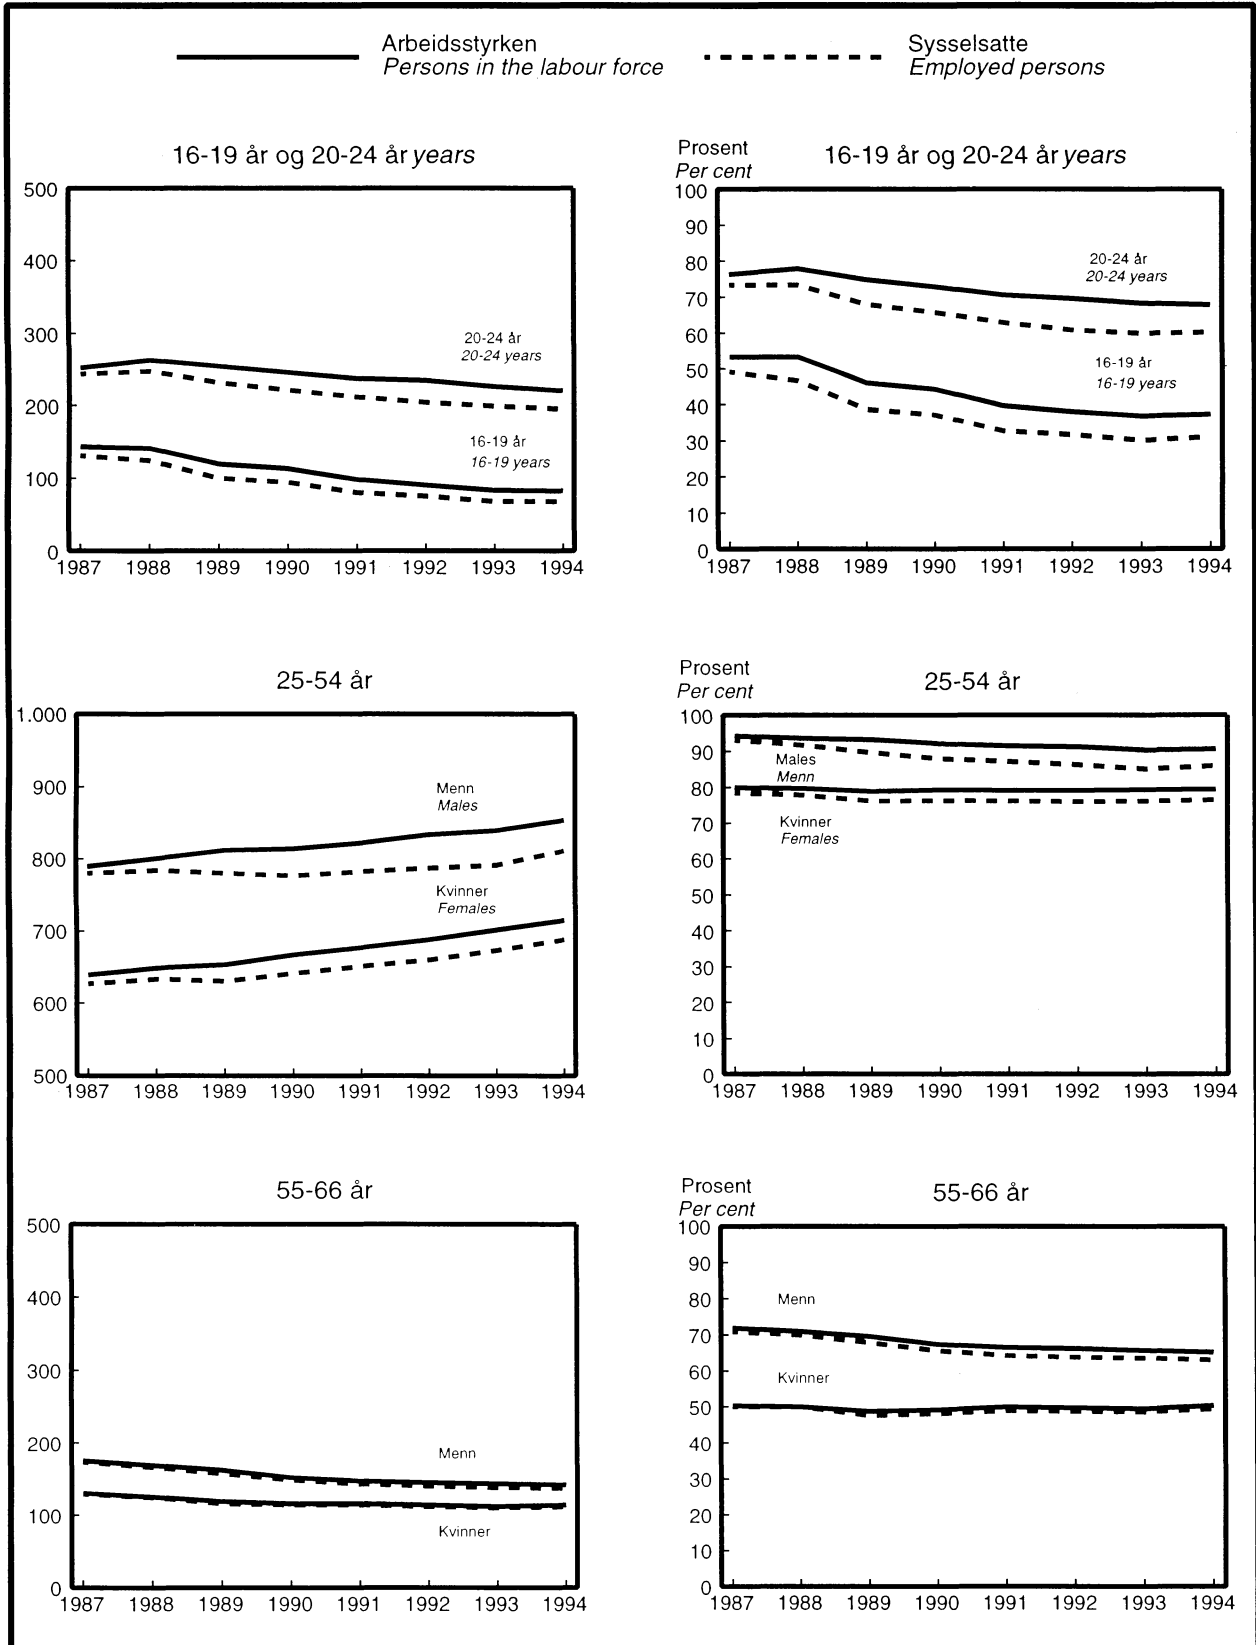 Arbeidsstyrken
Persons in the labour force
Sysselsatte
Employed persons
16-19 år og 20-24 år years
500
400
300
200
100
0
20-24 år
20-24 years
16-19 år
16-19 years
1987 1988 1989 1990 1991 1992 1993 1994
Prosent
Per cent
16-19 år og 20-24 år years
100
90
80
70
60
50
40
30
20
10
0
20-24 år
20-24 years
16-19 år
16-19 years
1987 1988 1989 1990 1991 1992 1993 1994
25-54 år
1.000
900
800
700
600
500
Menn
Males
Kvinner
Females
1987 1988 1989 1990 1991 1992 1993 1994
Prosent
Per cent
25-54 år
100
90
80
70
60
50
40
30
20
10
0
Males
Menn
Kvinner
Females
1987 1988 1989 1990 1991 1992 1993 1994
55-66 år
500
400
300
200
100
0
Menn
Kvinner
1987 1988 1989 1990 1991 1992 1993 1994
Prosent
Per cent
55-66 år
100
90
80
70
60
50
40
30
20
10
0
Menn
Kvinner
1987 1988 1989 1990 1991 1992 1993 1994